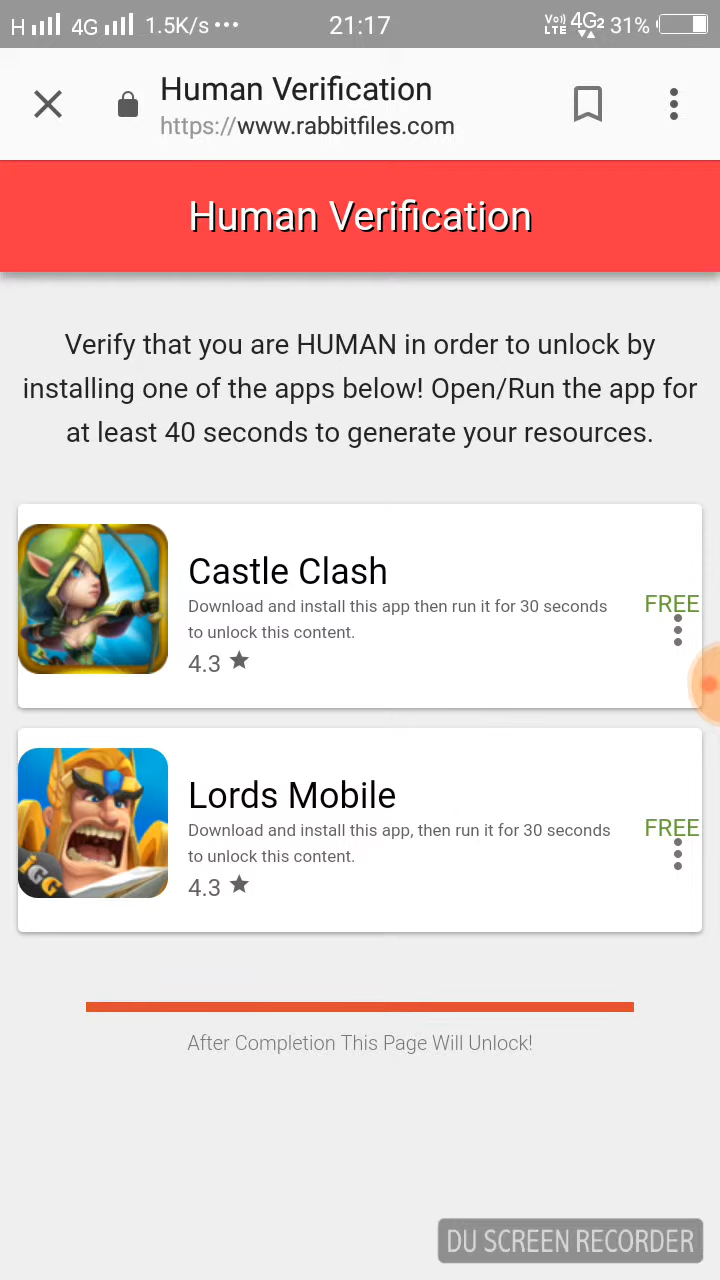 H 4G 1.5K/s ••• 21:17 Vo)) LTE 4G2 31%
Human Verification
https://www.rabbitfiles.com
Human Verification
Verify that you are HUMAN in order to unlock by
installing one of the apps below! Open/Run the app for
at least 40 seconds to generate your resources.
Castle Clash
Download and install this app then run it for 30 seconds
to unlock this content.
FREE
4.3 ★
Lords Mobile
Download and install this app, then run it for 30 seconds
to unlock this content.
FREE
4.3 ★
IGG
After Completion This Page Will Unlock!
DU SCREEN RECORDER